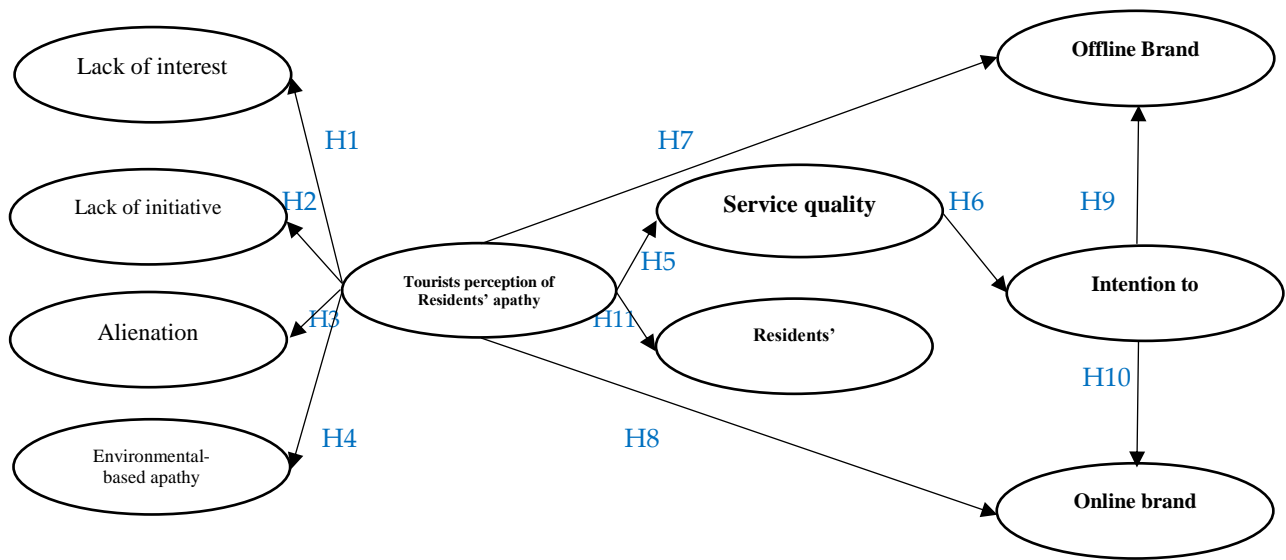 Lack of interest
Offline Brand
H1
H7
Lack of initiative
H2
Service quality
H6
H9
H5
Tourists perception of
Residents’ apathy
Intention to
Alienation
H3
H11
Residents’
H10
Environmental-
based apathy
H4
H8
Online brand